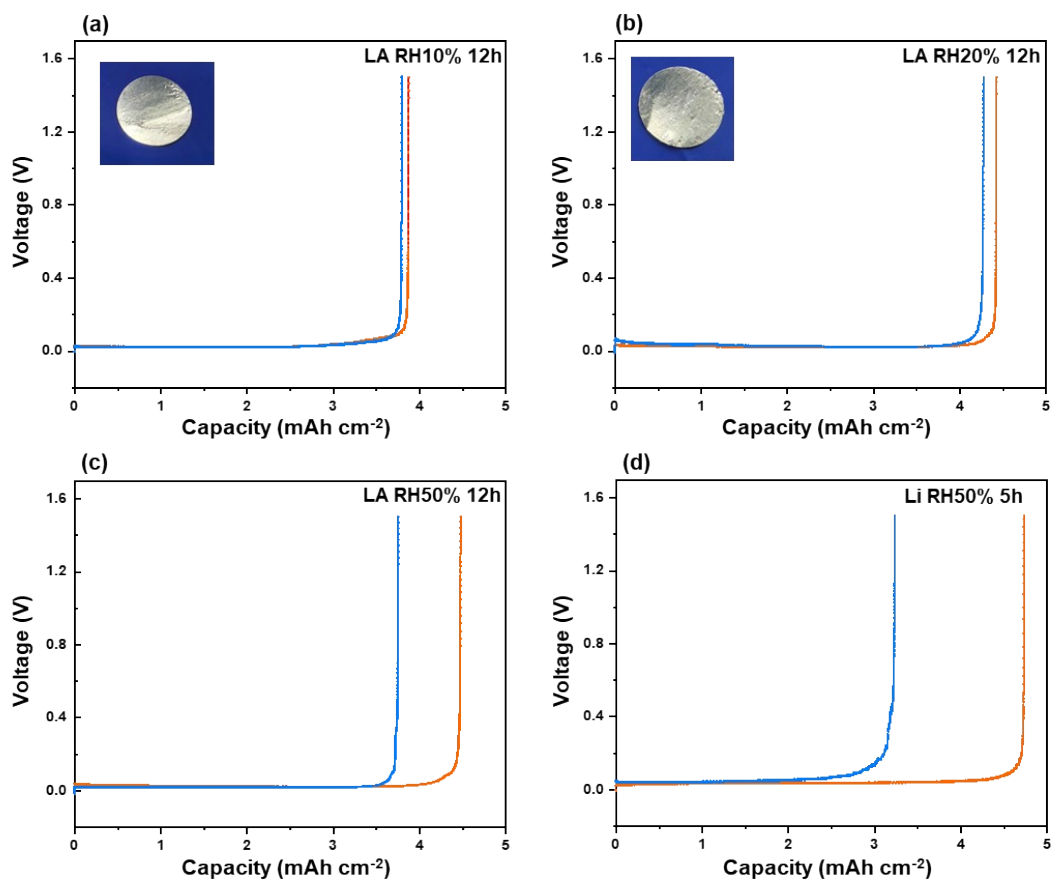 (a)
LA RH10% 12h
Voltage (V)
1.6
1.2
0.8
0.4
0.0
0 1 2 3 4 5
Capacity (mAh cm⁻²)
(b)
LA RH20% 12h
Voltage (V)
1.6
1.2
0.8
0.4
0.0
0 1 2 3 4 5
Capacity (mAh cm⁻²)
(c)
LA RH50% 12h
Voltage (V)
1.6
1.2
0.8
0.4
0.0
0 1 2 3 4 5
Capacity (mAh cm⁻²)
(d)
Li RH50% 5h
Voltage (V)
1.6
1.2
0.8
0.4
0.0
0 1 2 3 4 5
Capacity (mAh cm⁻²)